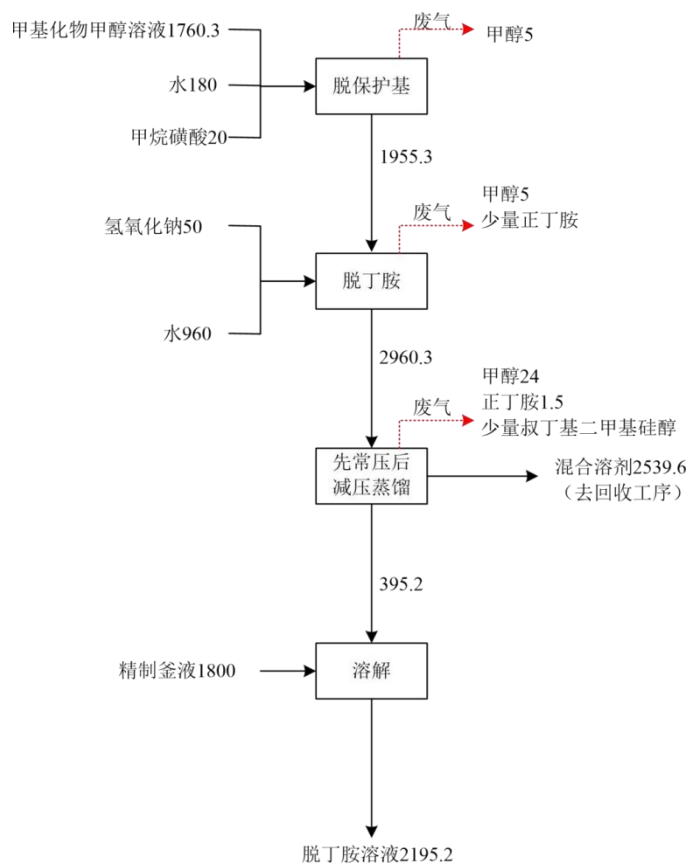 甲基化物甲醇溶液1760.3
废气
甲醇5
水180
脱保护基
甲烷磺酸20
1955.3
甲醇5
少量正丁胺
废气
氢氧化钠50
脱丁胺
水960
2960.3
甲醇24
正丁胺1.5
少量叔丁基二甲基硅醇
废气
先常压后
减压蒸馏
混合溶剂2539.6
（去回收工序）
395.2
精制釜液1800
溶解
脱丁胺溶液2195.2